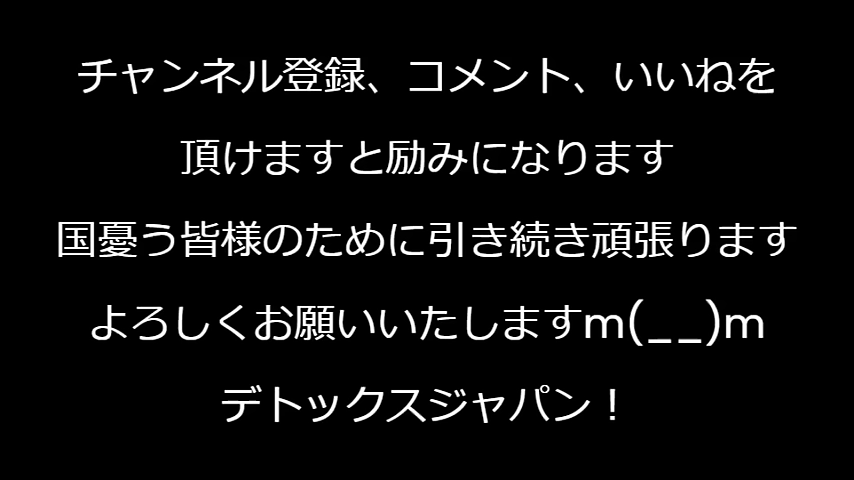 チャンネル登録、コメント、いいねを
頂けますと励みになります
国憂う皆様のために引き続き頑張ります
よろしくお願いいたしますm(__)m
デトックスジャパン！